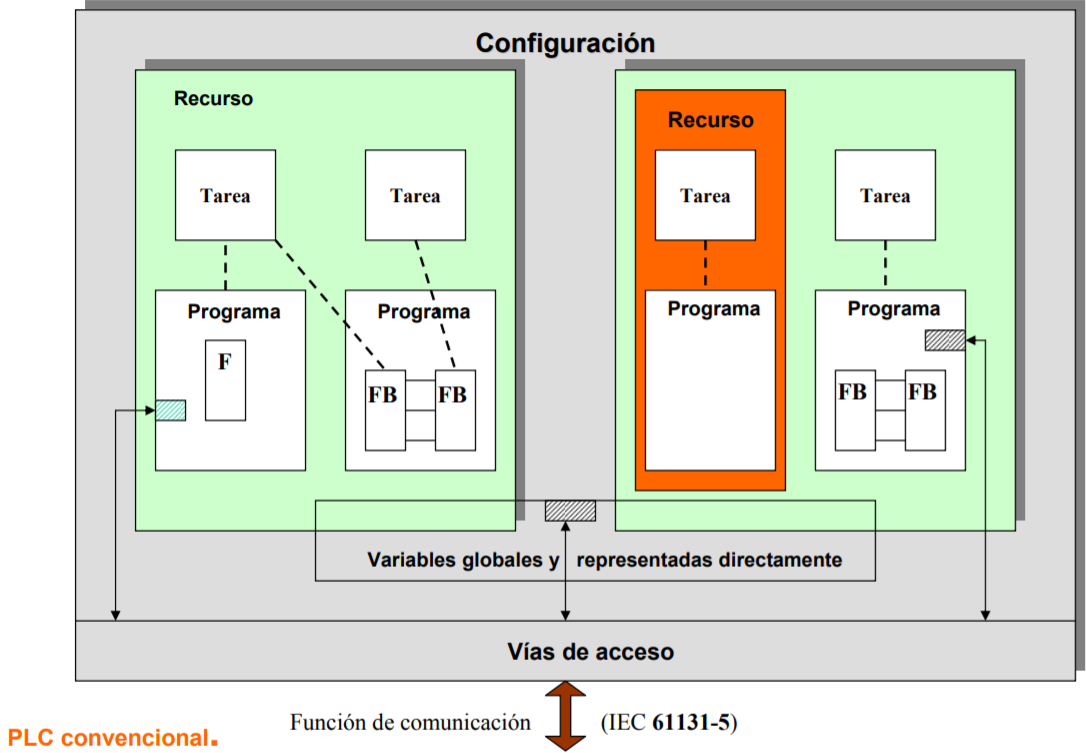 Configuración
Recurso
Recurso
Tarea
Tarea
Tarea
Tarea
Programa
Programa
Programa
Programa
F
FB
FB
FB
FB
Variables globales y representadas directamente
Vías de acceso
Función de comunicación (IEC 61131-5)
PLC convencional.